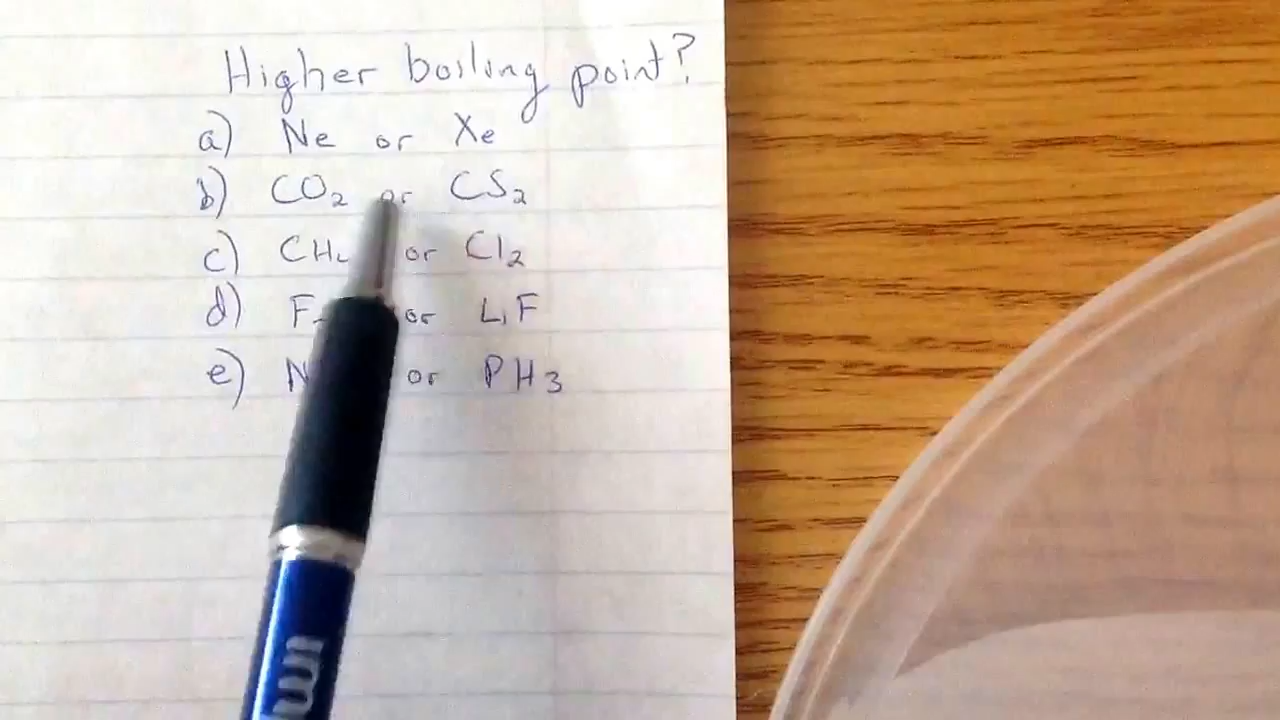 Higher boiling point?
a) Ne or Xe
b) CO₂ or CS₂
c) or Cl₂
d) or LiF
e) or PH₃